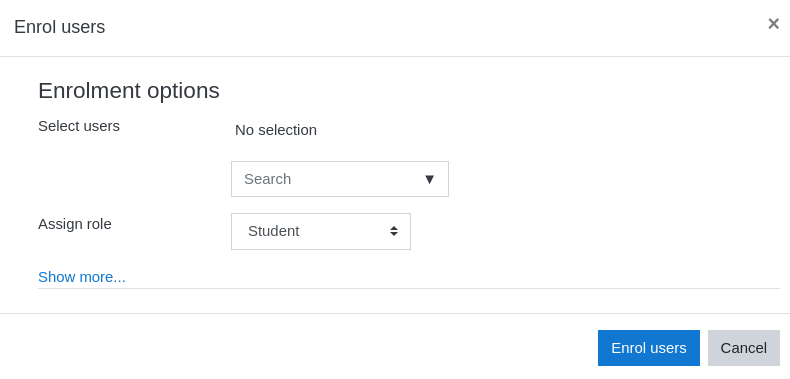 Enrol users
×
Enrolment options
Select users
No selection
Search ▼
Assign role
Student
Show more...
Enrol users
Cancel